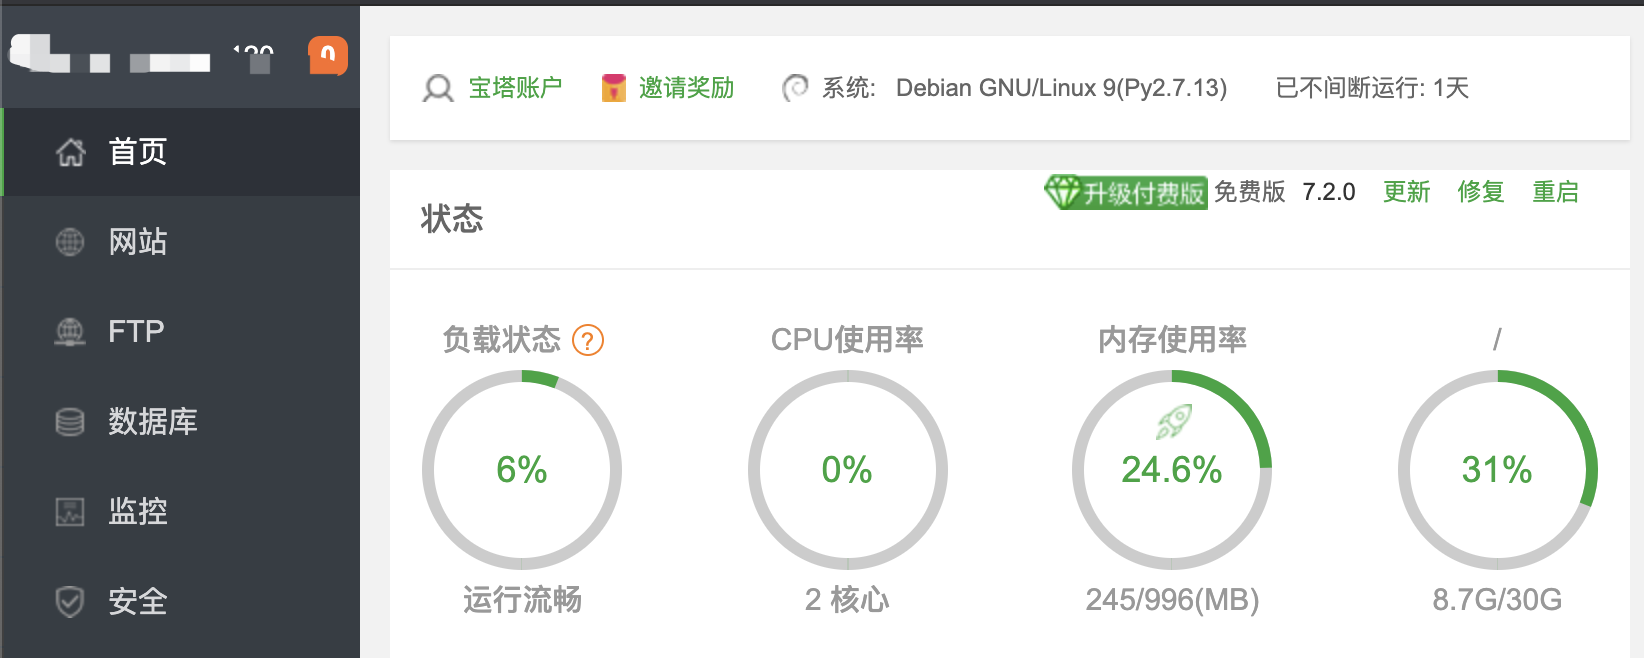 0
首页
网站
FTP
数据库
监控
安全
宝塔账户 邀请奖励 系统: Debian GNU/Linux 9(Py2.7.13) 已不间断运行: 1天
升级付费版 免费版 7.2.0 更新 修复 重启
状态
负载状态 ? CPU使用率 内存使用率 /
6% 0% 24.6% 31%
运行流畅 2 核心 245/996(MB) 8.7G/30G